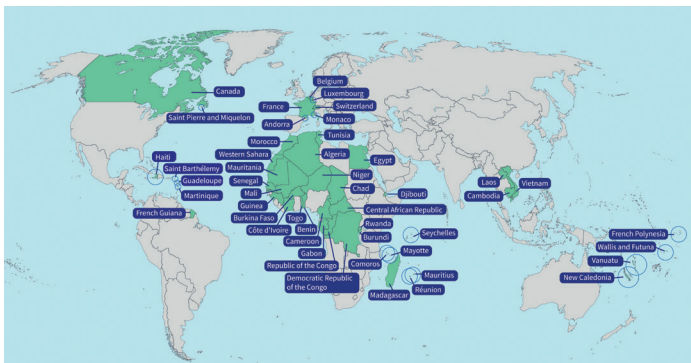 Belgium
Luxembourg
Canada
France
Switzerland
Saint Pierre and Miquelon
Andorra
Monaco
Tunisia
Morocco
Haiti
Western Sahara
Algeria
Egypt
Saint Barthélemy
Mauritania
Guadeloupe
Senegal
Niger
Laos
Vietnam
Martinique
Mali
Chad
Djibouti
Cambodia
Guinea
Central African Republic
French Guiana
Burkina Faso
Togo
Rwanda
Côte d'Ivoire
Benin
Burundi
Seychelles
French Polynesia
Cameroon
Mayotte
Wallis and Futuna
Gabon
Comoros
Vanuatu
Republic of the Congo
Mauritius
New Caledonia
Democratic Republic
of the Congo
Réunion
Madagascar